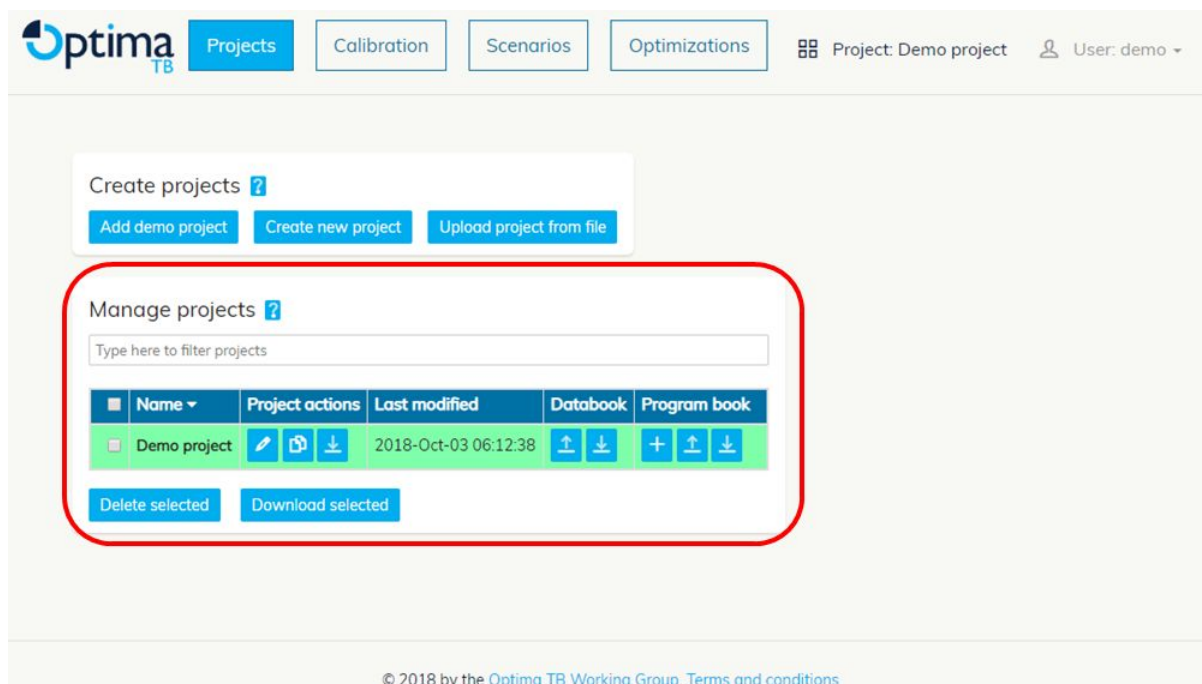 Optima TB Projects Calibration Scenarios Optimizations Project: Demo project User: demo
Create projects ?
Add demo project Create new project Upload project from file
Manage projects ?
Type here to filter projects
Name Project actions Last modified Databook Program book
Demo project 2018-Oct-03 06:12:38
Delete selected Download selected
© 2018 by the Optima TB Working Group. Terms and conditions